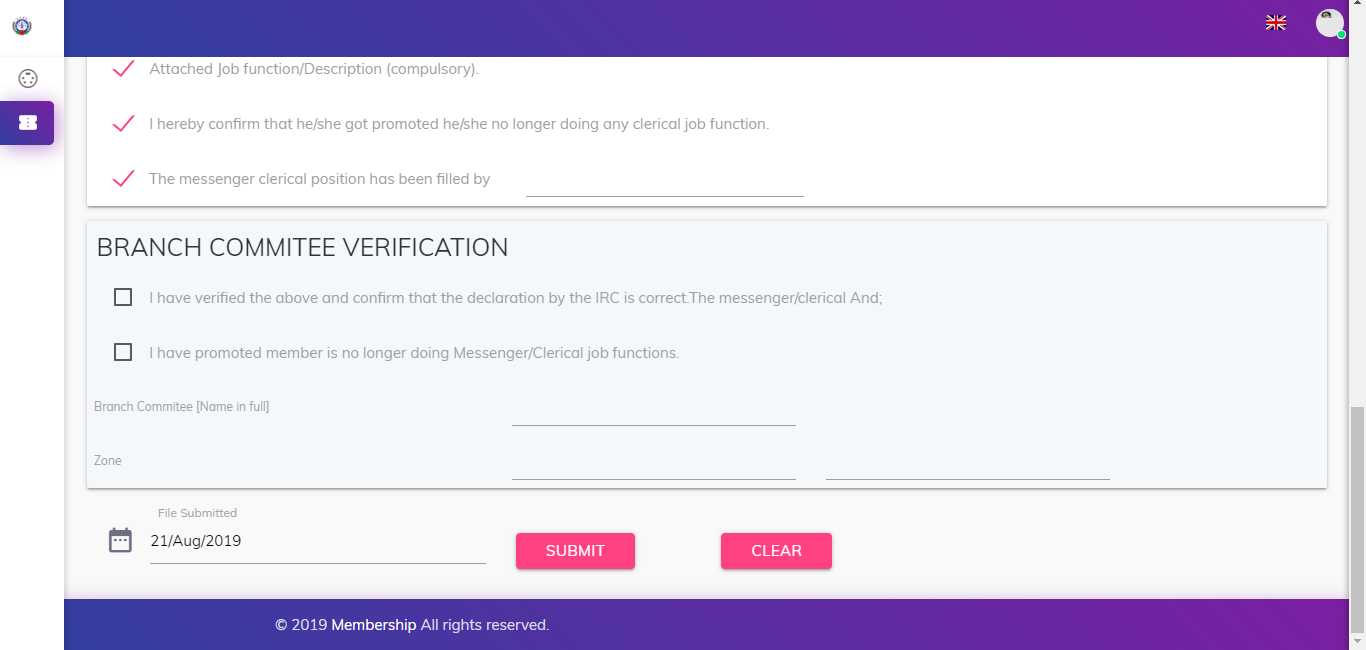 Attached Job function/Description (compulsory).
I hereby confirm that he/she got promoted he/she no longer doing any clerical job function.
The messenger clerical position has been filled by
BRANCH COMMITEE VERIFICATION
I have verified the above and confirm that the declaration by the IRC is correct.The messenger/clerical And;
I have promoted member is no longer doing Messenger/Clerical job functions.
Branch Commitee [Name in full]
Zone
File Submitted
21/Aug/2019
SUBMIT
CLEAR
© 2019 Membership All rights reserved.